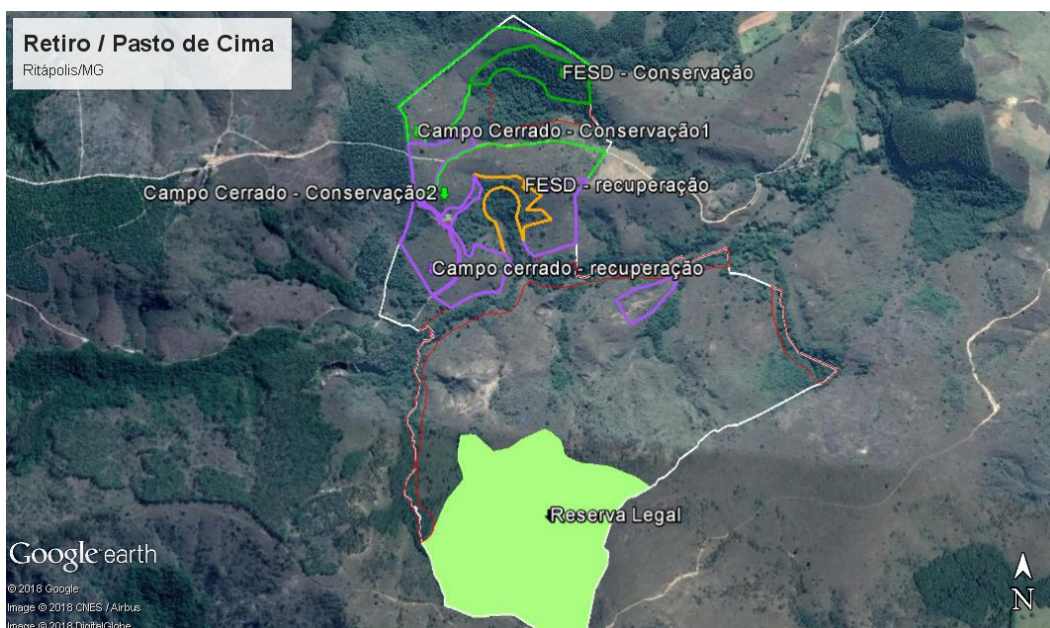 Retiro / Pasto de Cima
Ritápolis/MG
FESD - Conservação
Campo Cerrado - Conservação1
Campo Cerrado - Conservação2
FESD - recuperação
Campo cerrado - recuperação
Reserva Legal
Google earth
© 2018 Google
Image © 2018 CNES / Airbus
Image © 2018 DigitalGlobe
N